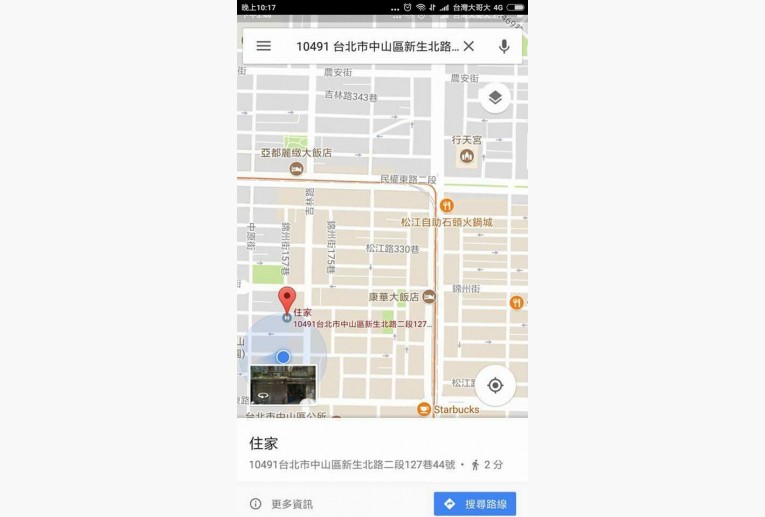 晚上10:17
台灣大哥大 4G
10491 台北市中山區新生北路...
農安街
農安街
吉林路343巷
行天宮
亞都麗緻大飯店
民權東路二段
吉林路
松江自助石頭火鍋城
中原街
錦州街157巷
錦州街175巷
松江路330巷
康華大飯店
錦州街
住家
10491台北市中山區新生北路二段127...
松江
Starbucks
台北市中山區公所
住家
10491台北市中山區新生北路二段127巷44號 • 2 分
更多資訊
搜尋路線